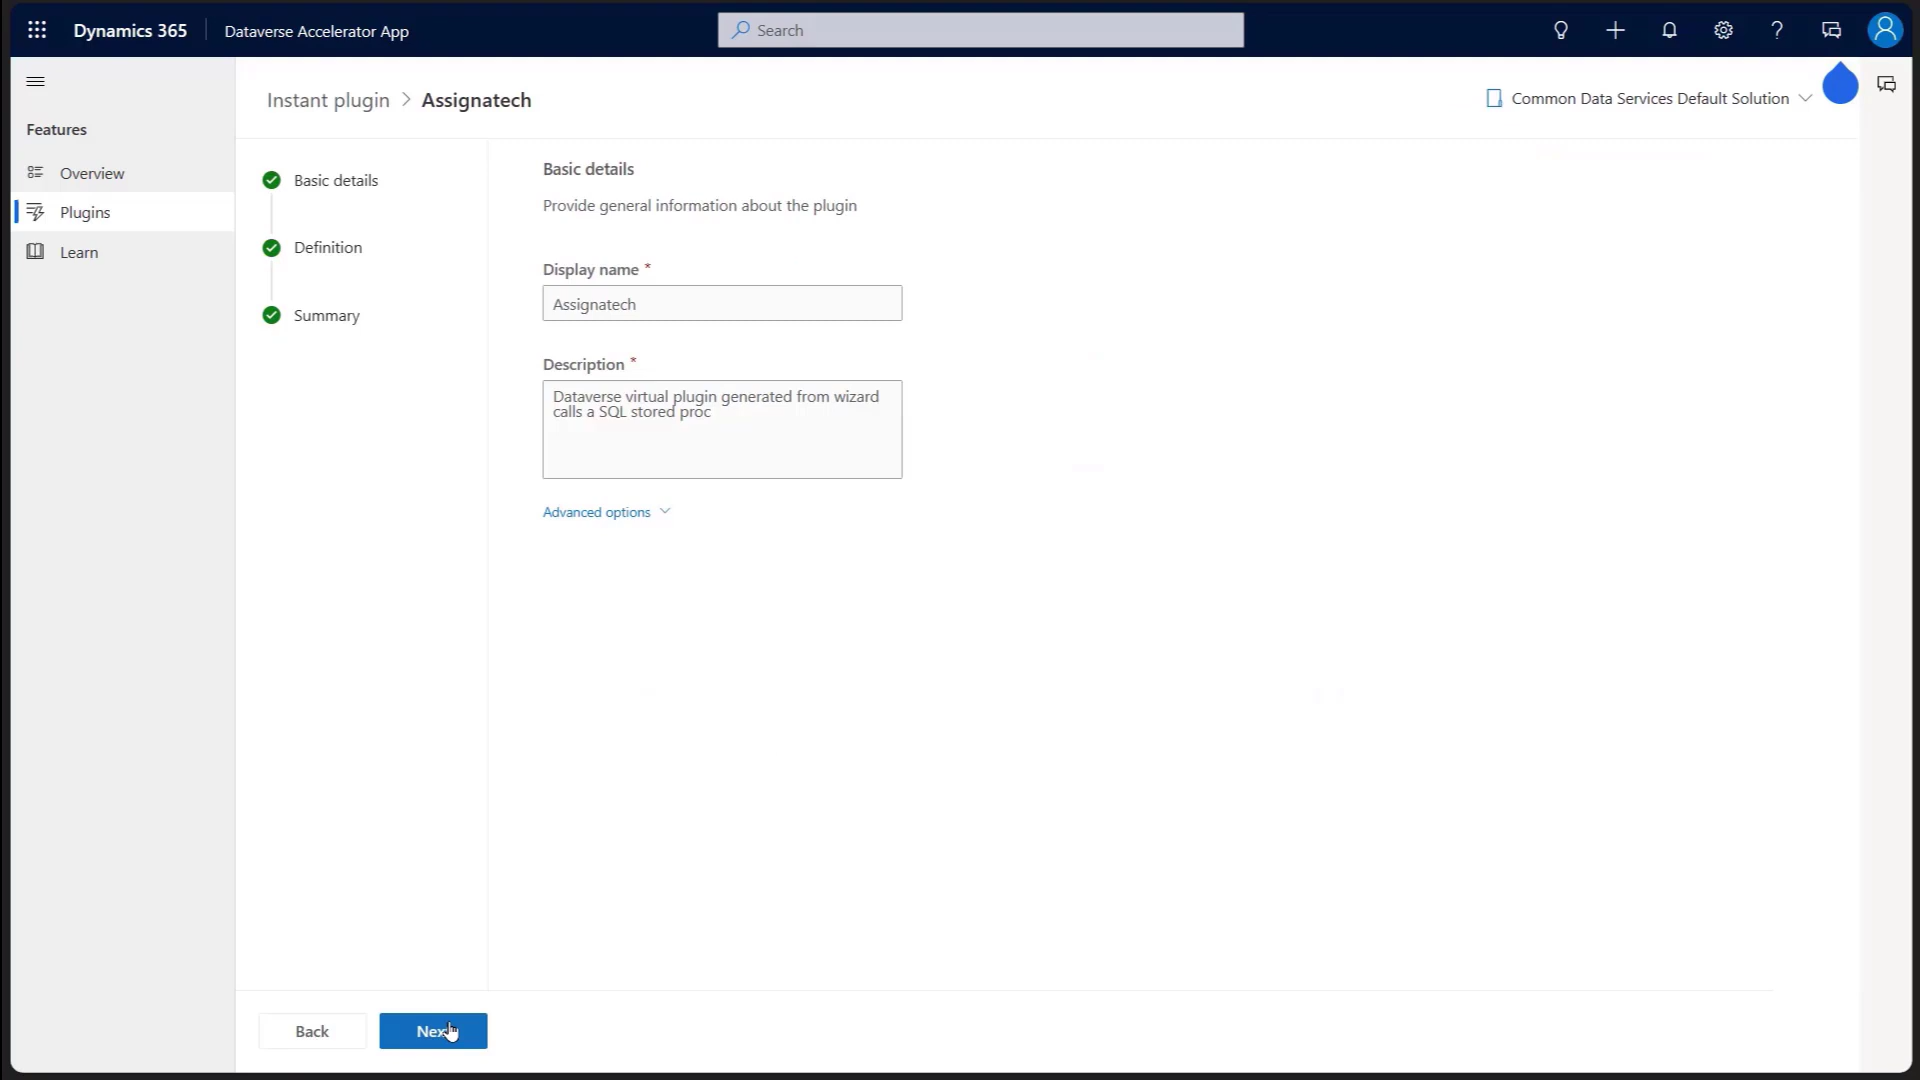 Dynamics 365
Dataverse Accelerator App
Search
Instant plugin > Assignatech
Common Data Services Default Solution
Features
Overview
Plugins
Learn
Basic details
Definition
Summary
Basic details
Provide general information about the plugin
Display name *
Assignatech
Description *
Dataverse virtual plugin generated from wizard
calls a SQL stored proc
Advanced options
Back
Next